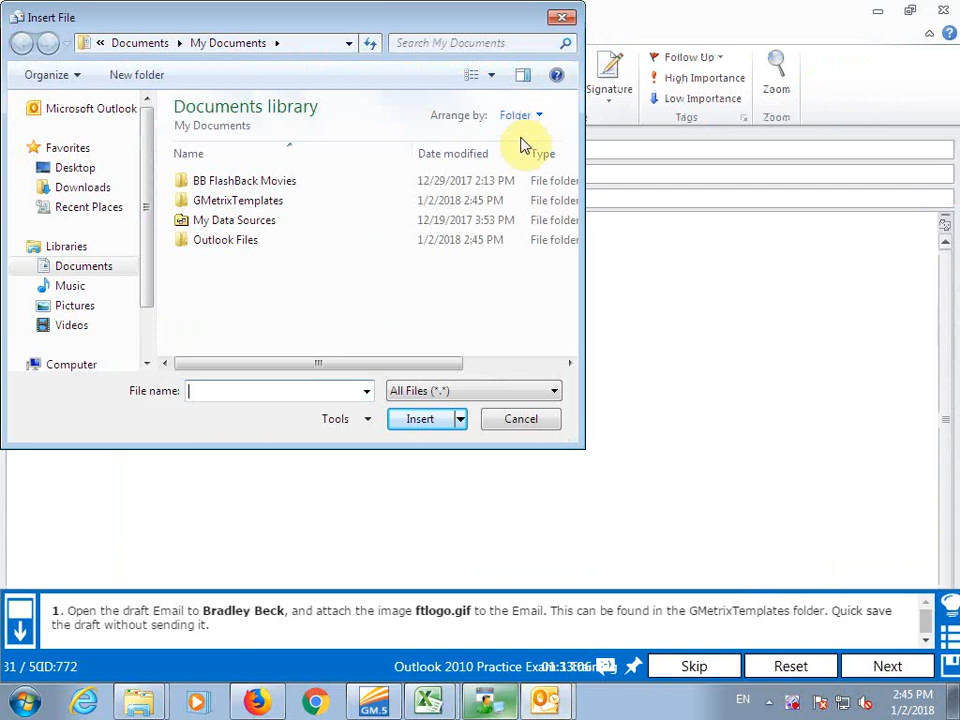 Insert File
« Documents My Documents
Search My Documents
Organize
New folder
Microsoft Outlook
Favorites
Desktop
Downloads
Recent Places
Libraries
Documents
Music
Pictures
Videos
Computer
Documents library
My Documents
Arrange by: Folder
Name Date modified Type
BB FlashBack Movies 12/29/2017 2:13 PM File folder
GMetrixTemplates 1/2/2018 2:45 PM File folder
My Data Sources 12/19/2017 3:53 PM File folder
Outlook Files 1/2/2018 2:45 PM File folder
File name:
All Files (*.*)
Tools
Insert
Cancel
Signature
Follow Up
High Importance
Low Importance
Tags
Zoom
Zoom
1. Open the draft Email to Bradley Beck, and attach the image ftlogo.gif to the Email. This can be found in the GMetrixTemplates folder. Quick save
the draft without sending it.
Outlook 2010 Practice Exam
Skip
Reset
Next
GM.5
EN
2:45 PM
1/2/2018